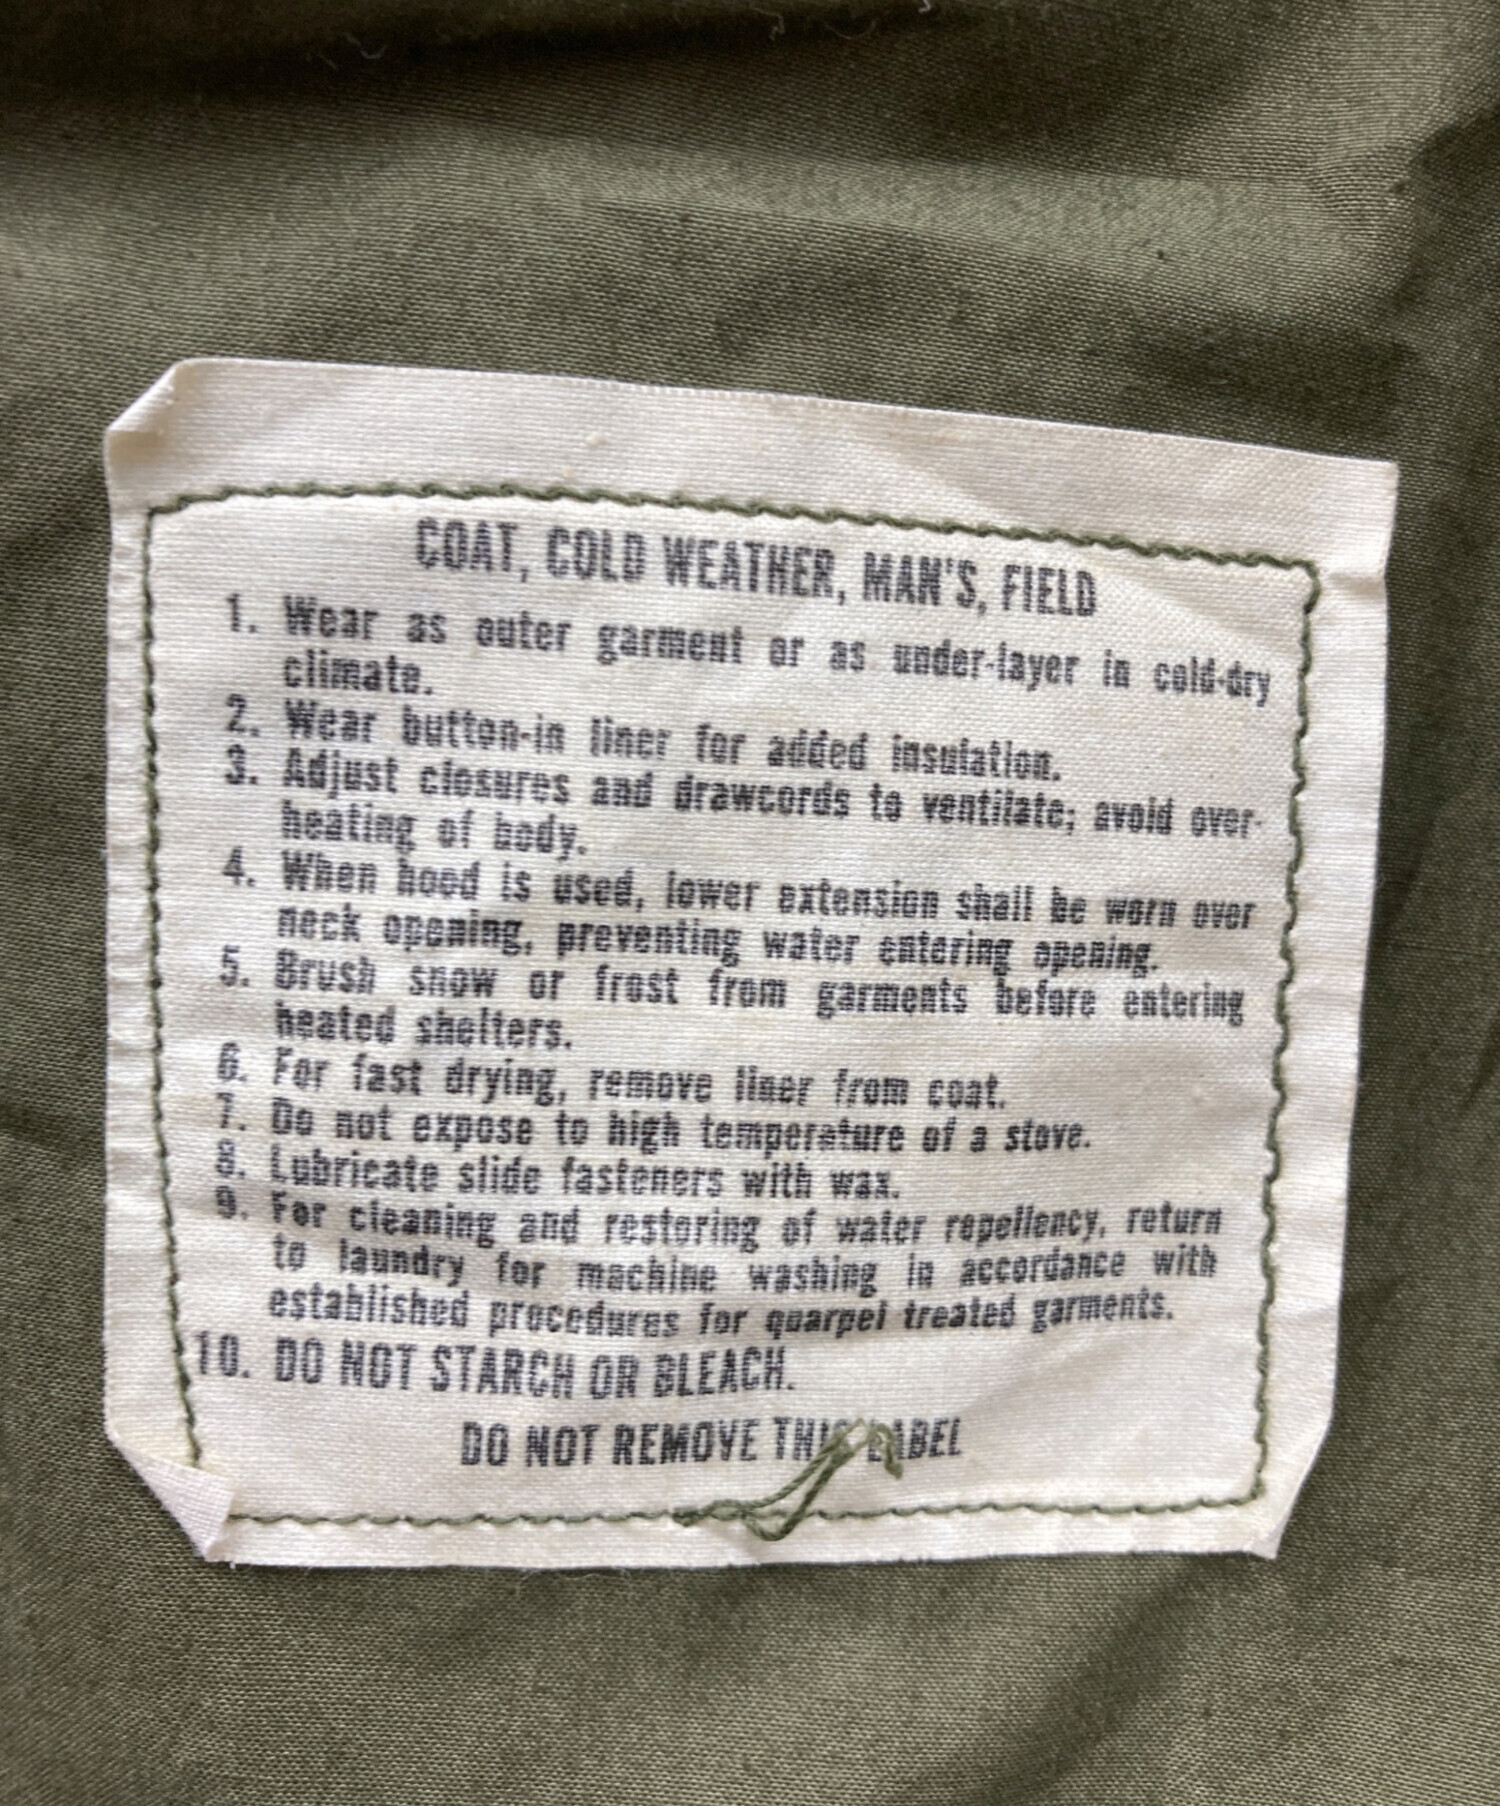 COAT, COLD WEATHER, MAN'S, FIELD
1. Wear as outer garment or as under-layer in cold-dry
climate.
2. Wear button-in liner for added insulation.
3. Adjust closures and drawcords to ventilate; avoid over-
heating of body.
4. When hood is used, lower extension shall be worn over
neck opening, preventing water entering opening.
5. Brush snow or frost from garments before entering
heated shelters.
6. For fast drying, remove liner from coat.
7. Do not expose to high temperature of a stove.
8. Lubricate slide fasteners with wax.
9. For cleaning and restoring of water repellency, return
to laundry for machine washing in accordance with
established procedures for quarpel treated garments.
10. DO NOT STARCH OR BLEACH.
DO NOT REMOVE THIS LABEL